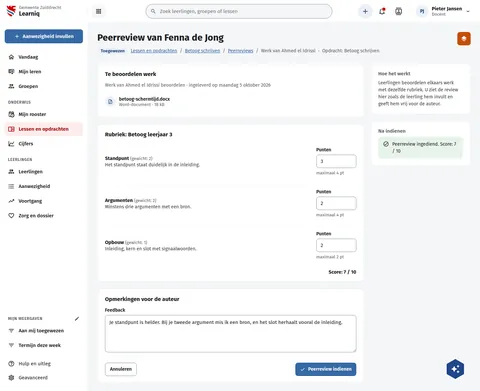 Gemeente Zuiddrecht
Learniq
Zoek leerlingen, groepen of lessen
PJ
Pieter Jansen
Docent
Aanwezigheid invullen
Vandaag
Mijn leren
Groepen
ONDERWIJS
Mijn rooster
Lessen en opdrachten
Cijfers
LEERLINGEN
Leerlingen
Aanwezigheid
Voortgang
Zorg en dossier
MIJN WEERGAVEN
Aan mij toegewezen
Termijn deze week
Hulp en uitleg
Geavanceerd
Peerreview van Fenna de Jong
Toegewezen Lessen en opdrachten / Betoog schrijven / Peerreviews / Werk van Ahmed el Idrissi · Opdracht: Betoog schrijven
Te beoordelen werk
Werk van Ahmed el Idrissi · Ingeleverd op maandag 5 oktober 2026
betoog-schermtijd.docx
Word-document · 18 kB
Rubriek: Betoog leerjaar 3
Standpunt (gewicht: 2)
Het standpunt staat duidelijk in de inleiding.
Punten
3
maximaal 4 pt
Argumenten (gewicht: 2)
Minstens drie argumenten met een bron.
Punten
2
maximaal 4 pt
Opbouw (gewicht: 1)
Inleiding, kern en slot met signaalwoorden.
Punten
2
maximaal 2 pt
Score: 7 / 10
Opmerkingen voor de auteur
Feedback
Je standpunt is helder. Bij je tweede argument mis ik een bron, en het slot herhaalt vooral de inleiding.
Annuleren
Peerreview indienen
Hoe het werkt
Leerlingen beoordelen elkaars werk
met dezelfde rubriek. U ziet de review
hier zoals de leerling hem invult en
geeft hem vrij voor de auteur.
Na indienen
Peerreview ingediend. Score: 7
/ 10